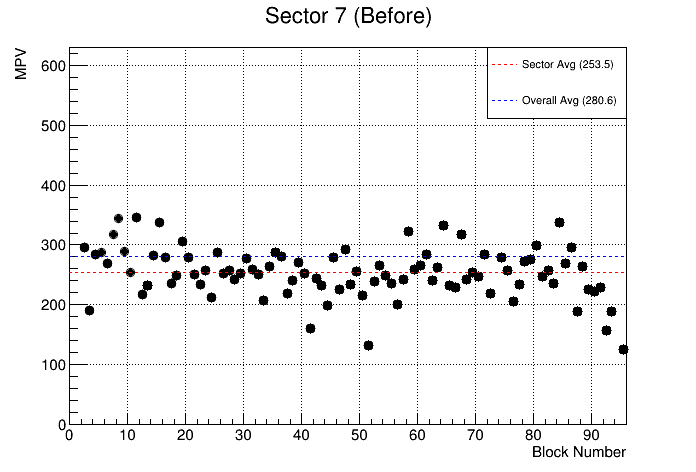 Sector 7 (Before)
MPV
600
500
400
300
200
100
0
Sector Avg (253.5)
Overall Avg (280.6)
0 10 20 30 40 50 60 70 80 90
Block Number